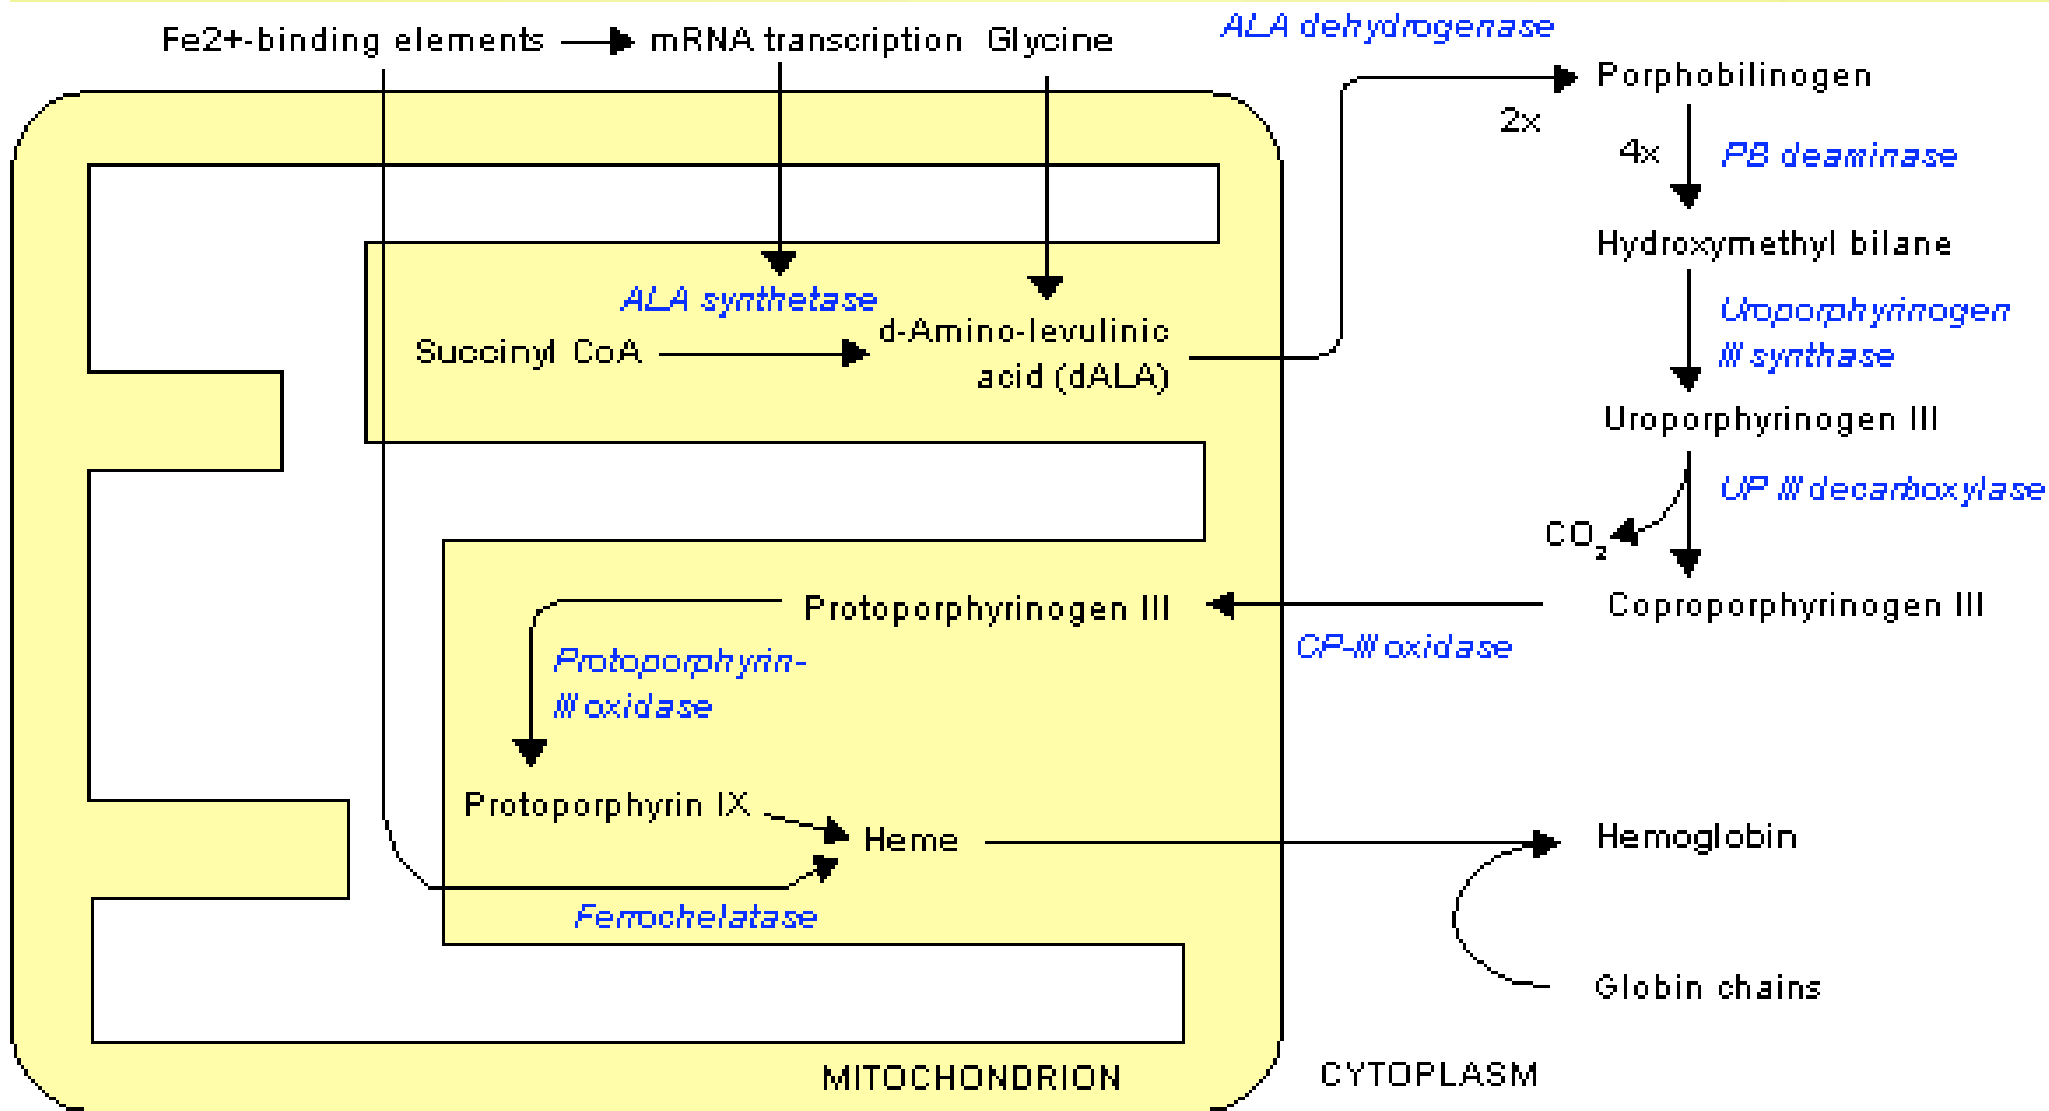 Fe2+-binding elements
mRNA transcription
Glycine
ALA dehydrogenase
Porphobilinogen
2x
4x
PB deaminase
Hydroxymethyl bilane
ALA synthetase
Uroporphyrinogen
III synthase
Succinyl CoA
d-Amino-levulinic
acid (dALA)
Uroporphyrinogen III
UP III decarboxylase
CO₂
Coproporphyrinogen III
CP-III oxidase
Protoporphyrinogen III
Protoporphyrin-
III oxidase
Protoporphyrin IX
Heme
Hemoglobin
Ferrochelatase
Globin chains
MITOCHONDRION
CYTOPLASM